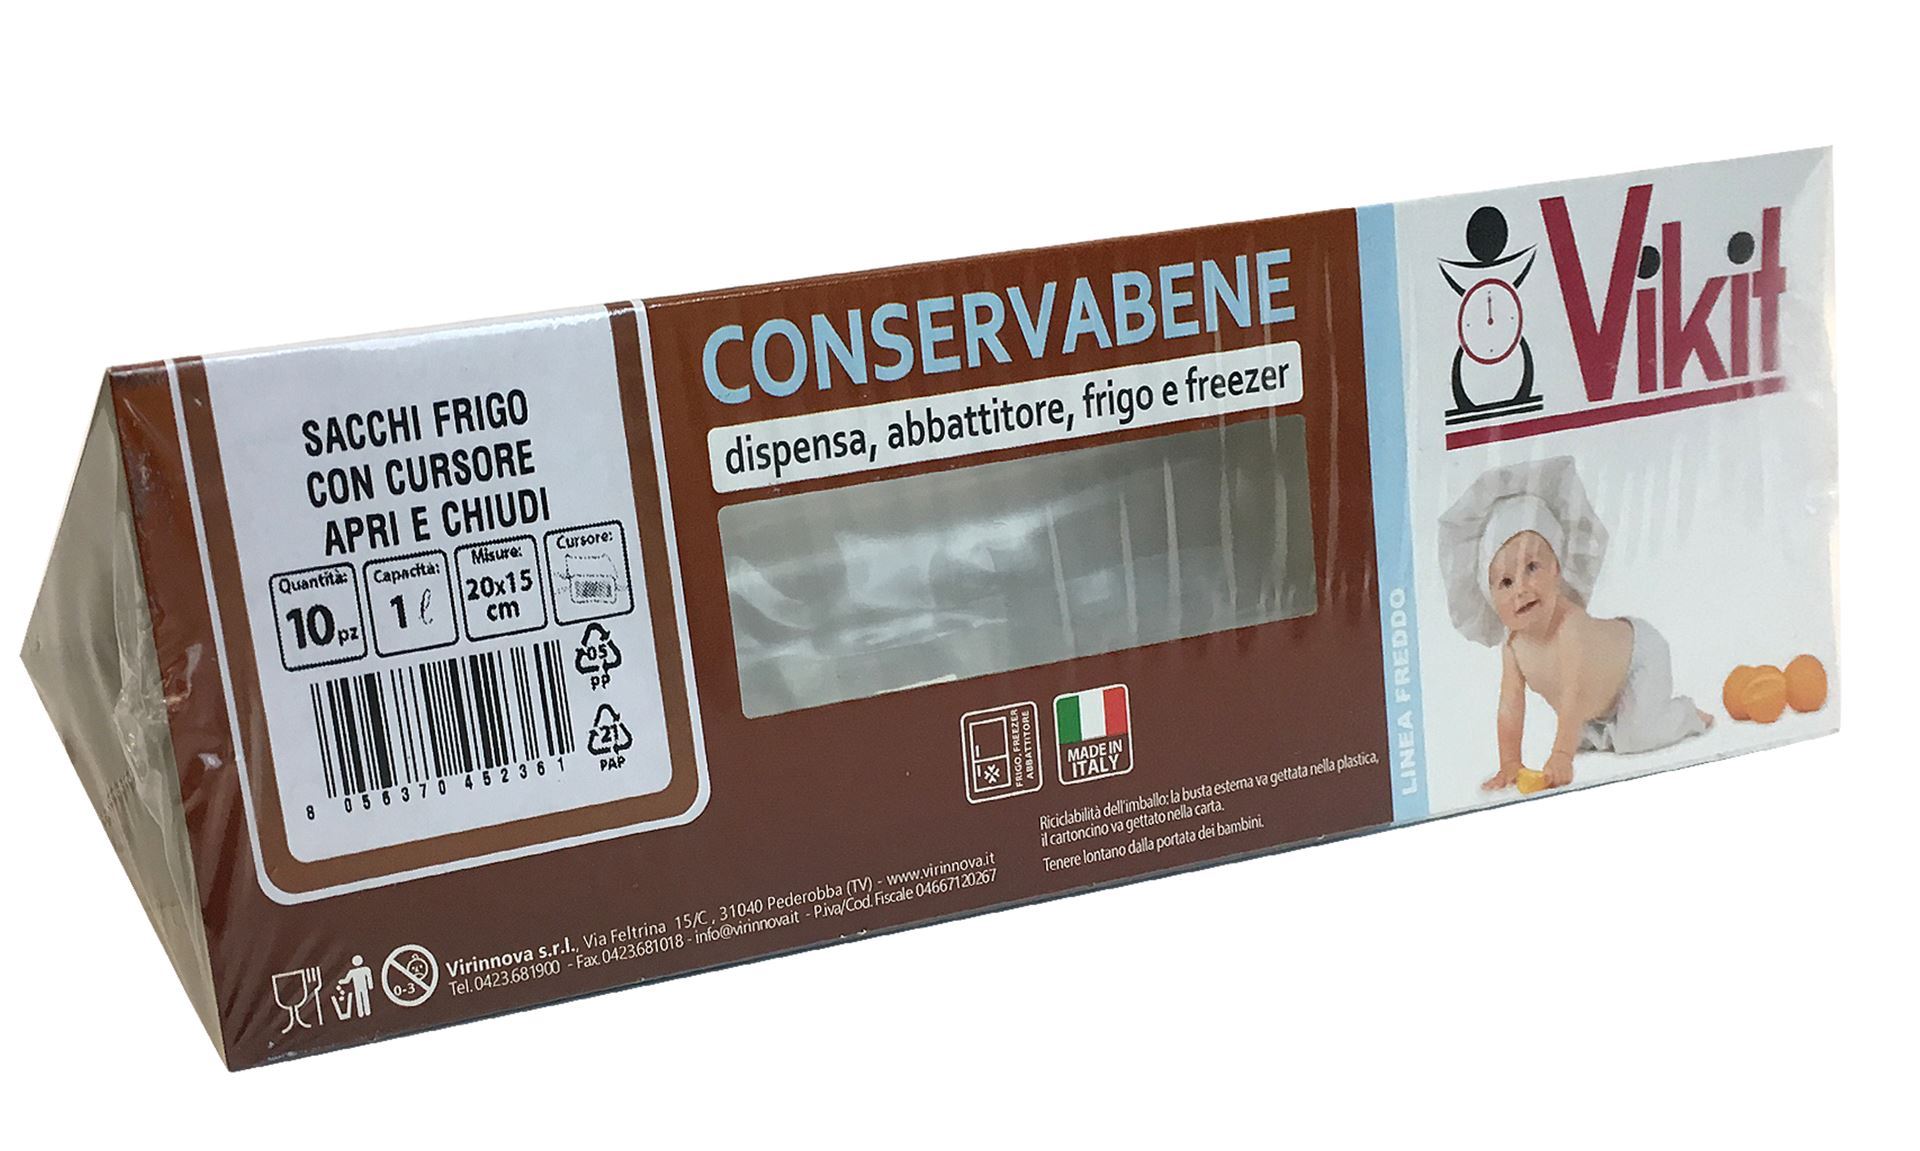 SACCHI FRIGO
CON CURSORE
APRI E CHIUDI
Quantità:
10 pz
Capacità:
1 ℓ
Misure:
20x15
cm
Cursore:
05
PP
21
PAP
8 056370 452361
CONSERVABENE
dispensa, abbattitore, frigo e freezer
FRIGO, FREEZER
ABBATTITORE
MADE IN
ITALY
Riciclabilità dell'imballo: la busta esterna va gettata nella plastica,
il cartoncino va gettato nella carta.
Tenere lontano dalla portata dei bambini.
0-3
Virinnova s.r.l., Via Feltrina 15/C , 31040 Pederobba (TV) - www.virinnova.it
Tel. 0423.681900 - Fax. 0423.681018 - info@virinnova.it - P.iva/Cod. Fiscale 04667120267
LINEA FREDDO
Vikit